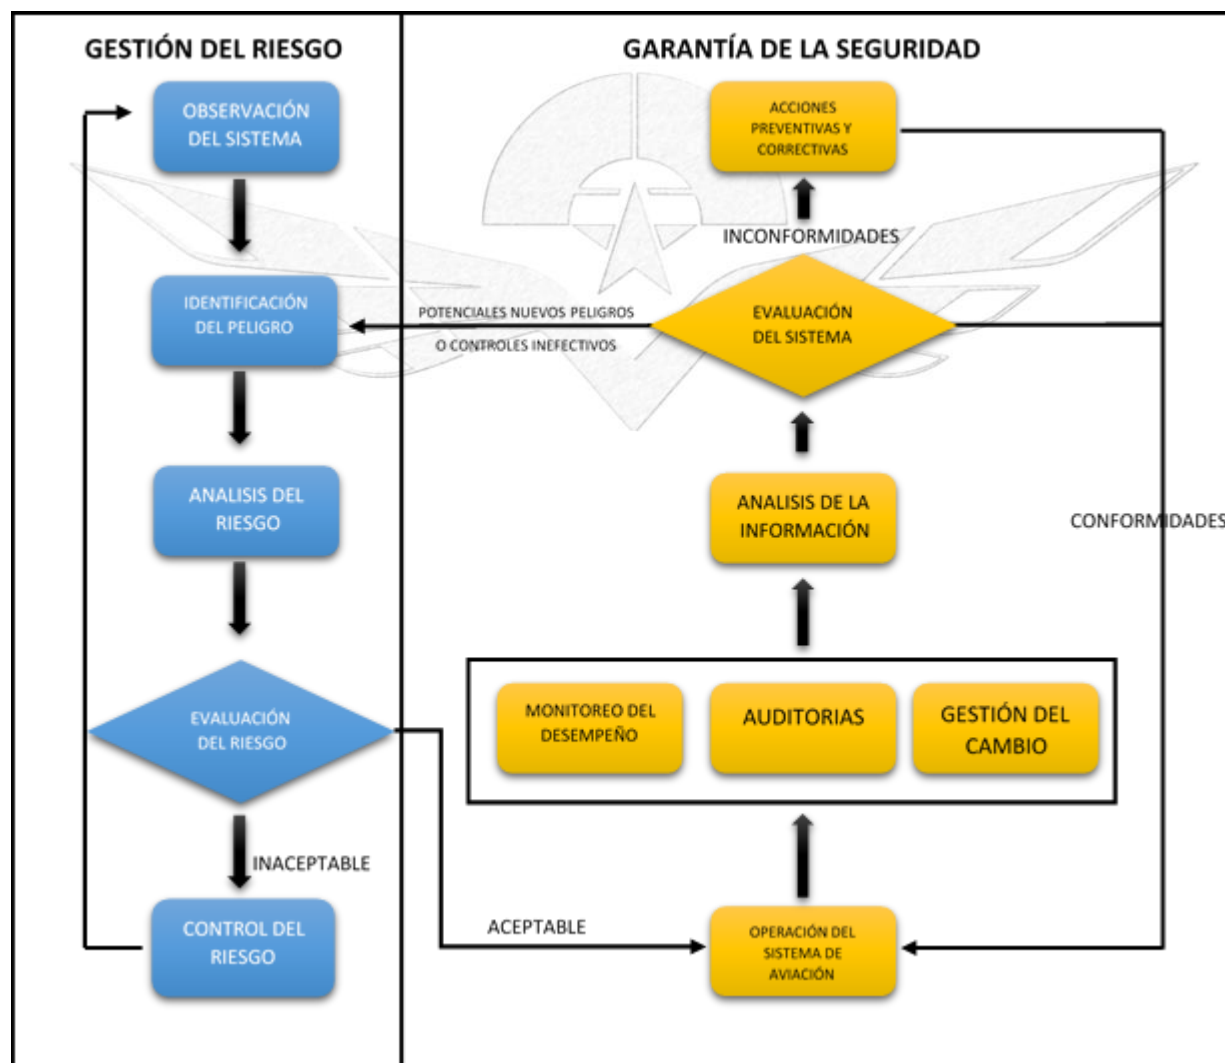 GESTIÓN DEL RIESGO
OBSERVACIÓN
DEL SISTEMA
IDENTIFICACIÓN
DEL PELIGRO
ANALISIS DEL
RIESGO
EVALUACIÓN
DEL RIESGO
INACEPTABLE
CONTROL DEL
RIESGO
GARANTÍA DE LA SEGURIDAD
ACCIONES
PREVENTIVAS Y
CORRECTIVAS
INCONFORMIDADES
POTENCIALES NUEVOS PELIGROS
O CONTROLES INEFECTIVOS
EVALUACIÓN
DEL SISTEMA
ANALISIS DE LA
INFORMACIÓN
CONFORMIDADES
MONITOREO DEL
DESEMPEÑO
AUDITORIAS
GESTIÓN DEL
CAMBIO
ACEPTABLE
OPERACIÓN DEL
SISTEMA DE
AVIACIÓN